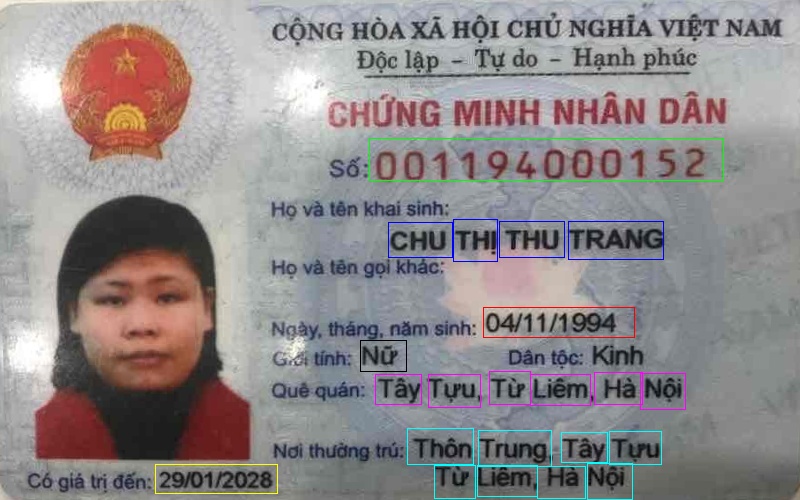 CỘNG HÒA XÃ HỘI CHỦ NGHĨA VIỆT NAM
Độc lập - Tự do - Hạnh phúc
CHỨNG MINH NHÂN DÂN
Số: 001194000152
Họ và tên khai sinh:
CHU THỊ THU TRANG
Họ và tên gọi khác:
Ngày, tháng, năm sinh: 04/11/1994
Giới tính: Nữ Dân tộc: Kinh
Quê quán: Tây Tựu, Từ Liêm, Hà Nội
Nơi thường trú: Thôn Trung, Tây Tựu
Từ Liêm, Hà Nội
Có giá trị đến: 29/01/2028